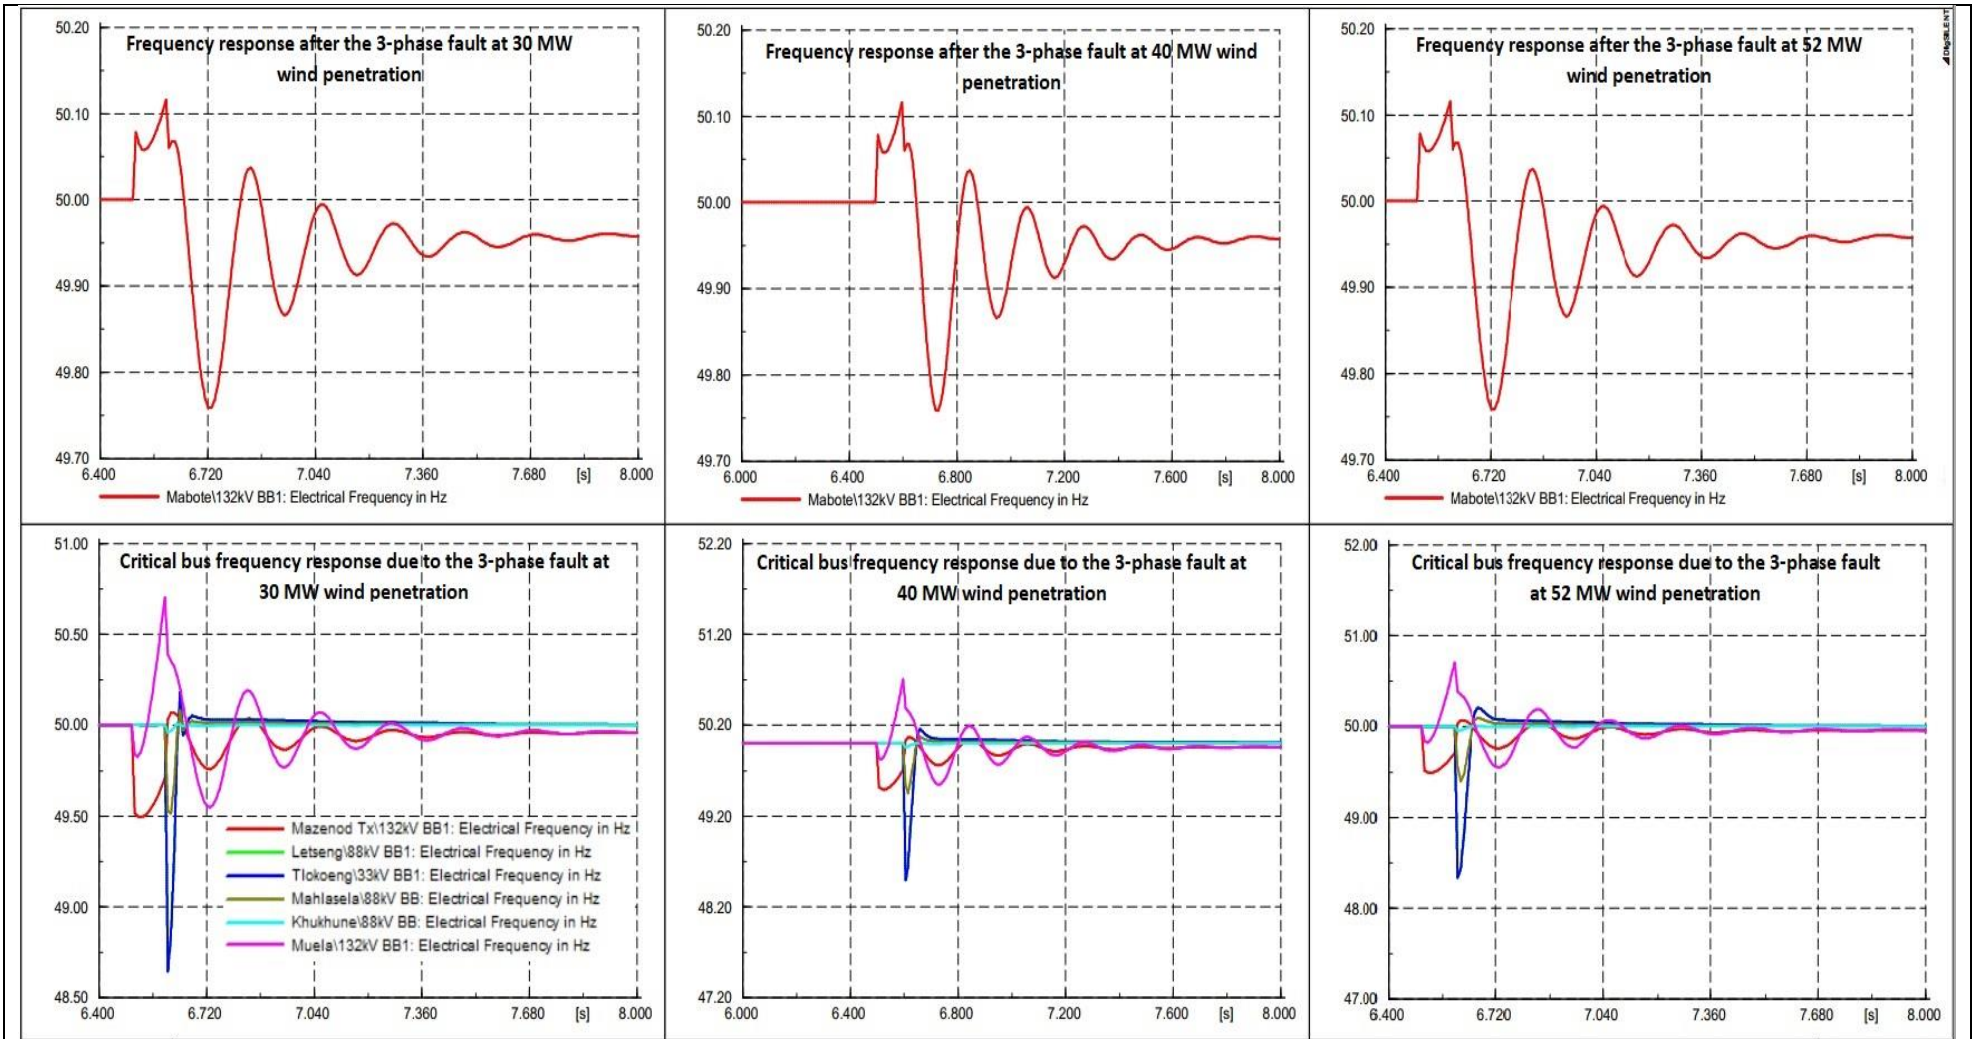 Frequency response after the 3-phase fault at 30 MW
wind penetration
50.20
50.10
50.00
49.90
49.80
49.70
6.400
6.720
7.040
7.360
7.680
[s]
8.000
Mabote\132kV BB1: Electrical Frequency in Hz
Frequency response after the 3-phase fault at 40 MW wind
penetration
50.20
50.10
50.00
49.90
49.80
49.70
6.000
6.400
6.800
7.200
7.600
[s]
8.000
Mabote\132kV BB1: Electrical Frequency in Hz
Frequency response after the 3-phase fault at 52 MW
wind penetration
DIgSILENT
50.20
50.10
50.00
49.90
49.80
49.70
6.400
6.720
7.040
7.360
7.680
[s]
8.000
Mabote\132kV BB1: Electrical Frequency in Hz
Critical bus frequency response due to the 3-phase fault at
30 MW wind penetration
51.00
50.50
50.00
49.50
49.00
48.50
Mazenod Tx\132kV BB1: Electrical Frequency in Hz
Letseng\88kV BB1: Electrical Frequency in Hz
Tlokoeng\33kV BB1: Electrical Frequency in Hz
Mahlasela\88kV BB: Electrical Frequency in Hz
Khukhune\88kV BB: Electrical Frequency in Hz
Muela\132kV BB1: Electrical Frequency in Hz
6.400
6.720
7.040
7.360
7.680
[s]
8.000
Critical bus frequency response due to the 3-phase fault at
40 MW wind penetration
52.20
51.20
50.20
49.20
48.20
47.20
6.000
6.400
6.800
7.200
7.600
[s]
8.000
Critical bus frequency response due to the 3-phase fault
at 52 MW wind penetration
52.00
51.00
50.00
49.00
48.00
47.00
6.400
6.720
7.040
7.360
7.680
[s]
8.000